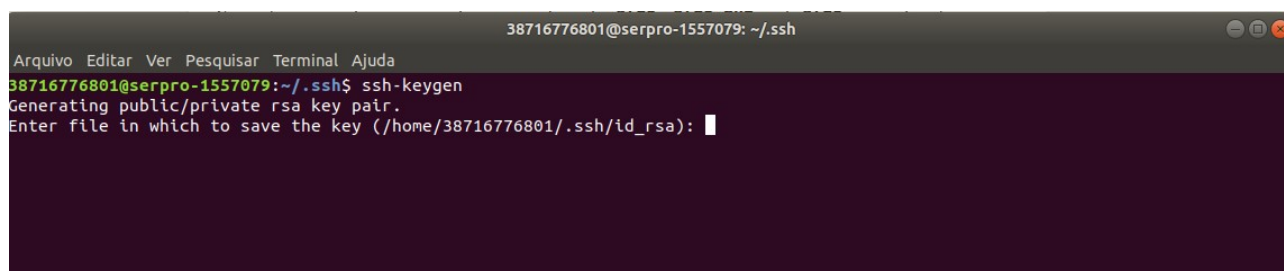 38716776801@serpro-1557079: ~/.ssh
Arquivo Editar Ver Pesquisar Terminal Ajuda
38716776801@serpro-1557079:~/.ssh$ ssh-keygen
Generating public/private rsa key pair.
Enter file in which to save the key (/home/38716776801/.ssh/id_rsa):